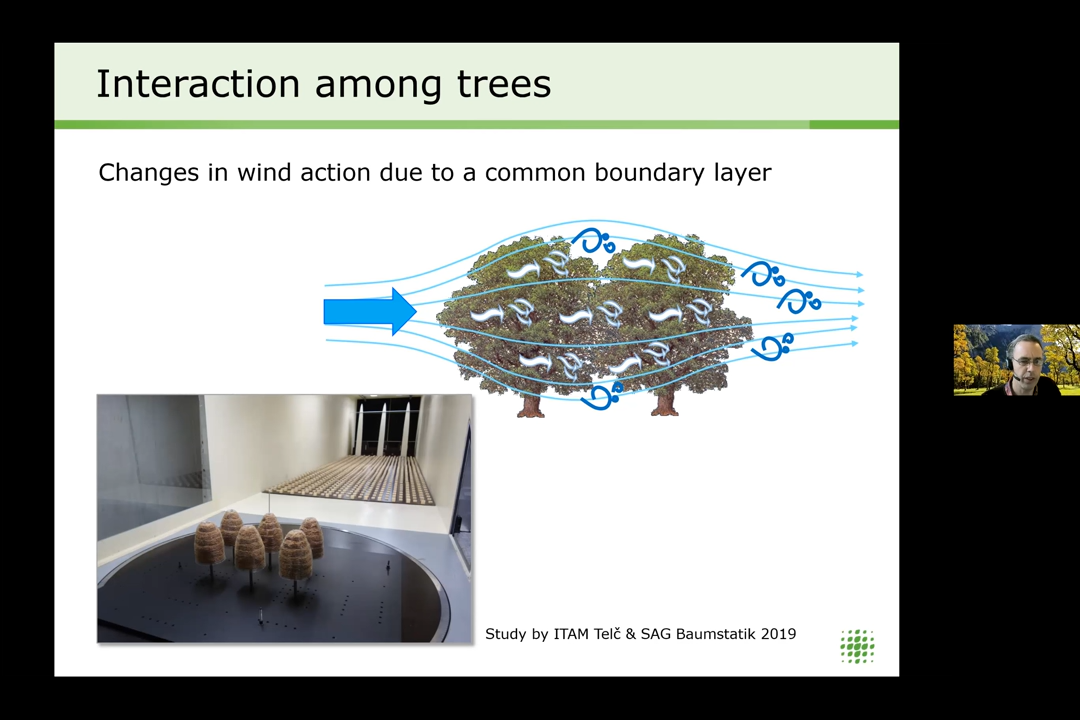 Interaction among trees
Changes in wind action due to a common boundary layer
Study by ITAM Telč & SAG Baumstatik 2019